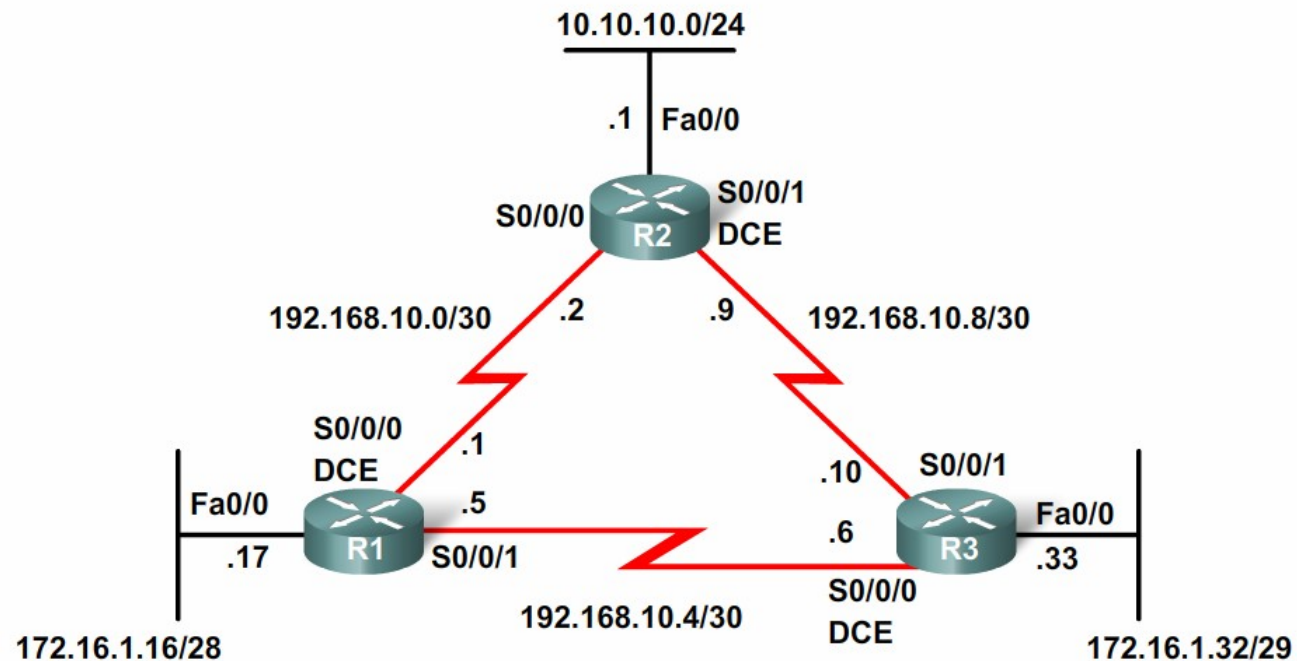 10.10.10.0/24
.1
Fa0/0
S0/0/0
R2
S0/0/1
DCE
192.168.10.0/30
.2
.9
192.168.10.8/30
S0/0/0
DCE
.1
.10
S0/0/1
Fa0/0
.17
R1
.5
S0/0/1
.6
R3
Fa0/0
.33
S0/0/0
DCE
192.168.10.4/30
172.16.1.16/28
172.16.1.32/29